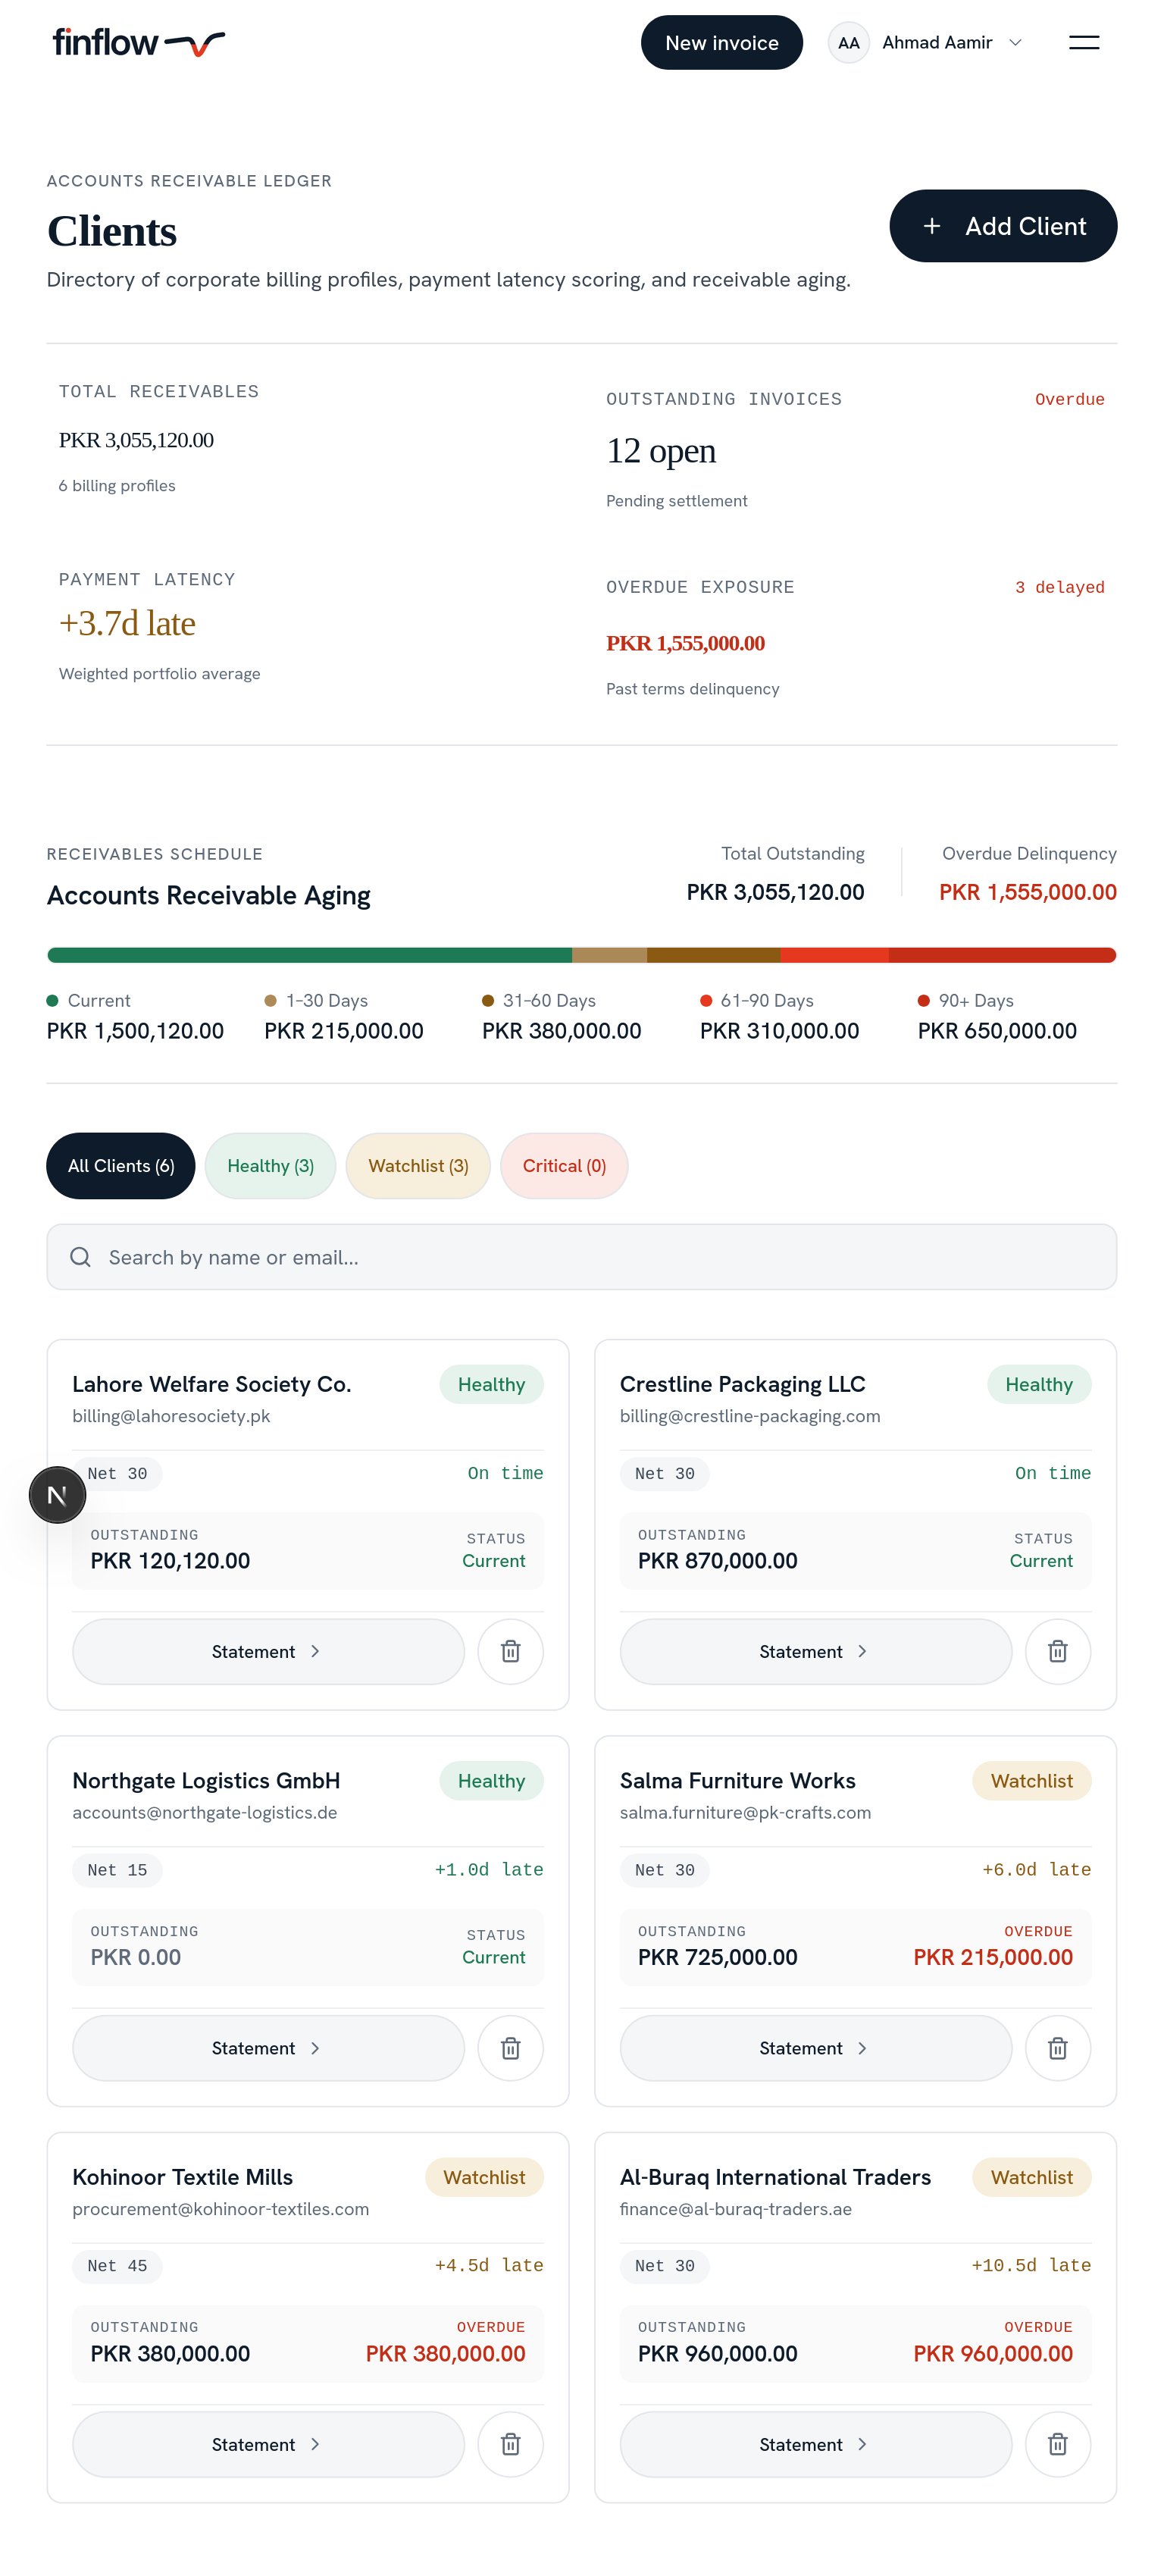 finflow
New invoice
AA
Ahmad Aamir
ACCOUNTS RECEIVABLE LEDGER
Clients
Directory of corporate billing profiles, payment latency scoring, and receivable aging.
+ Add Client
TOTAL RECEIVABLES
PKR 3,055,120.00
6 billing profiles
OUTSTANDING INVOICES
Overdue
12 open
Pending settlement
PAYMENT LATENCY
+3.7d late
Weighted portfolio average
OVERDUE EXPOSURE
3 delayed
PKR 1,555,000.00
Past terms delinquency
RECEIVABLES SCHEDULE
Accounts Receivable Aging
Total Outstanding
PKR 3,055,120.00
Overdue Delinquency
PKR 1,555,000.00
Current
PKR 1,500,120.00
1–30 Days
PKR 215,000.00
31–60 Days
PKR 380,000.00
61–90 Days
PKR 310,000.00
90+ Days
PKR 650,000.00
All Clients (6)
Healthy (3)
Watchlist (3)
Critical (0)
Search by name or email...
Lahore Welfare Society Co.
Healthy
billing@lahoresociety.pk
Net 30
On time
N
OUTSTANDING
PKR 120,120.00
STATUS
Current
Statement
Crestline Packaging LLC
Healthy
billing@crestline-packaging.com
Net 30
On time
OUTSTANDING
PKR 870,000.00
STATUS
Current
Statement
Northgate Logistics GmbH
Healthy
accounts@northgate-logistics.de
Net 15
+1.0d late
OUTSTANDING
PKR 0.00
STATUS
Current
Statement
Salma Furniture Works
Watchlist
salma.furniture@pk-crafts.com
Net 30
+6.0d late
OUTSTANDING
PKR 725,000.00
OVERDUE
PKR 215,000.00
Statement
Kohinoor Textile Mills
Watchlist
procurement@kohinoor-textiles.com
Net 45
+4.5d late
OUTSTANDING
PKR 380,000.00
OVERDUE
PKR 380,000.00
Statement
Al-Buraq International Traders
Watchlist
finance@al-buraq-traders.ae
Net 30
+10.5d late
OUTSTANDING
PKR 960,000.00
OVERDUE
PKR 960,000.00
Statement